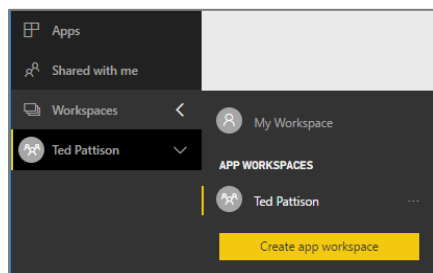 Apps
Shared with me
Workspaces
Ted Pattison
My Workspace
APP WORKSPACES
Ted Pattison
Create app workspace